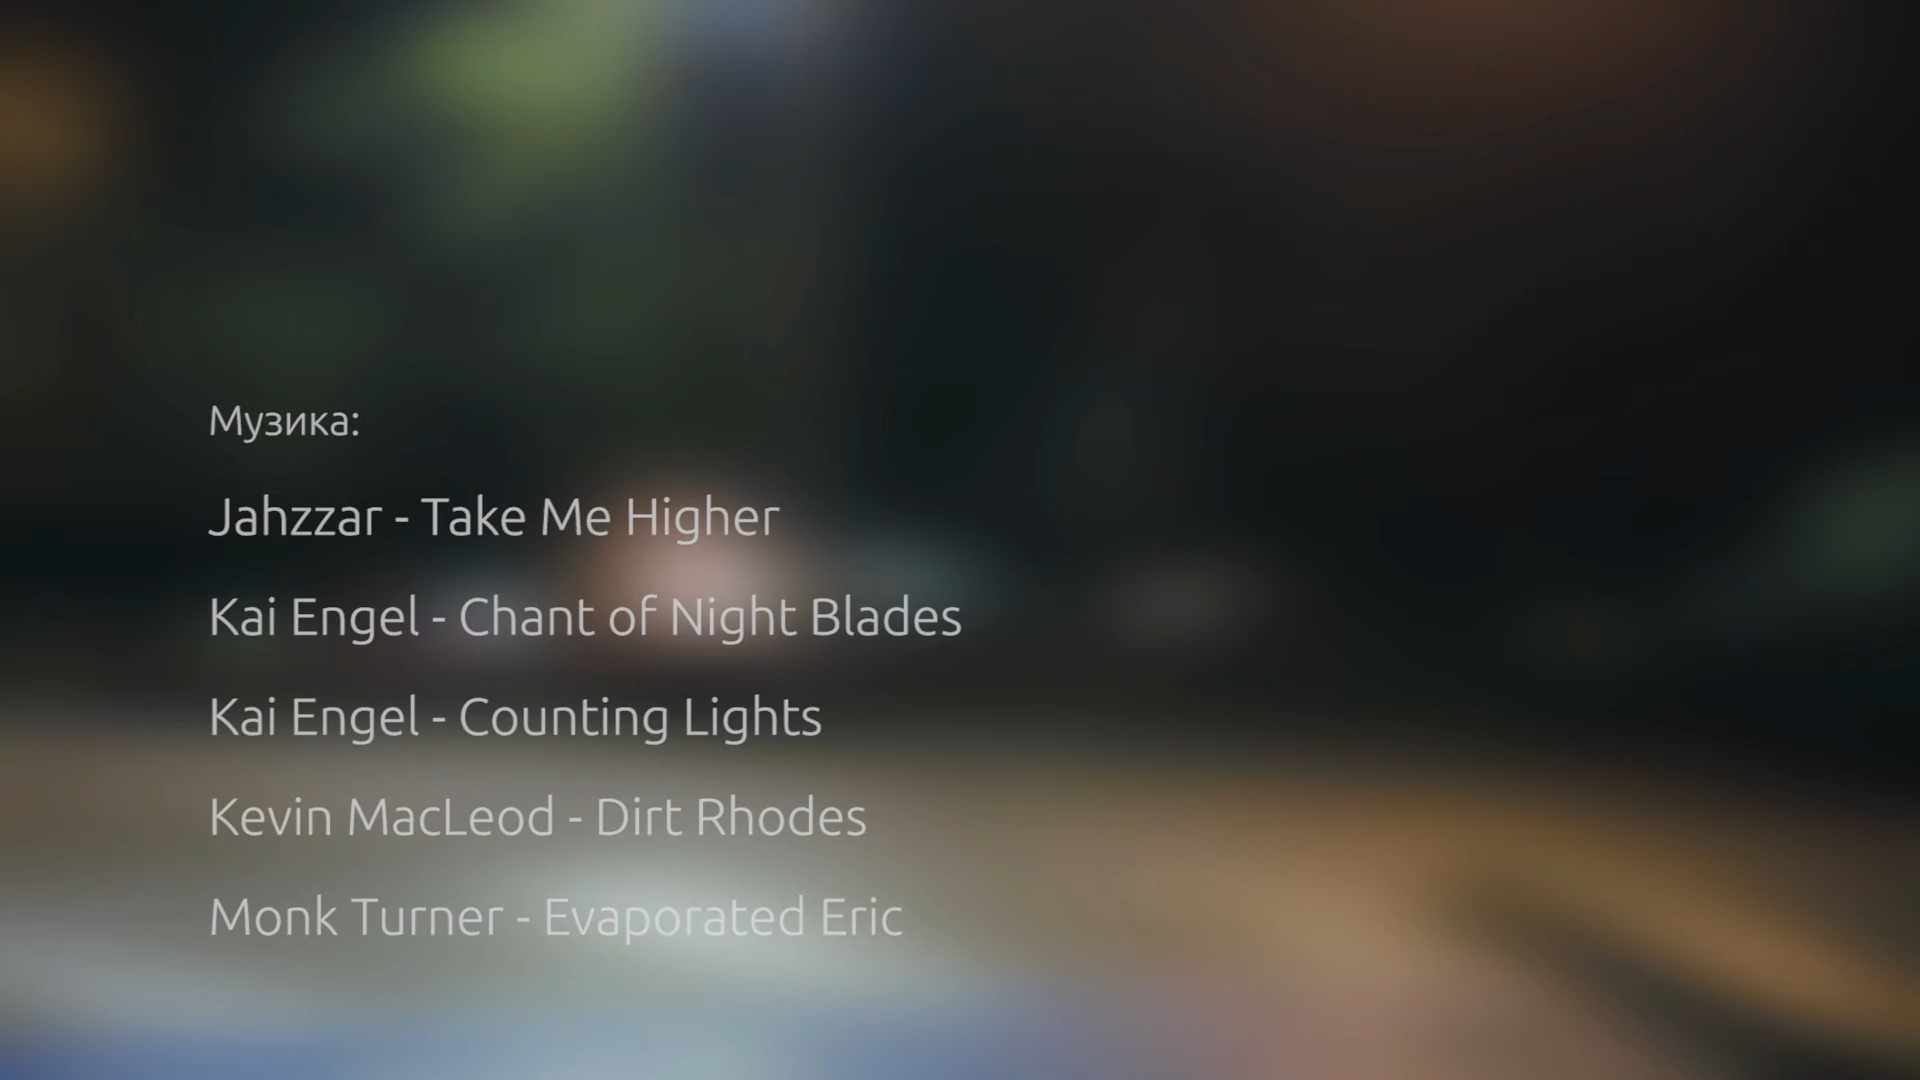 Музика:
Jahzzar - Take Me Higher
Kai Engel - Chant of Night Blades
Kai Engel - Counting Lights
Kevin MacLeod - Dirt Rhodes
Monk Turner - Evaporated Eric